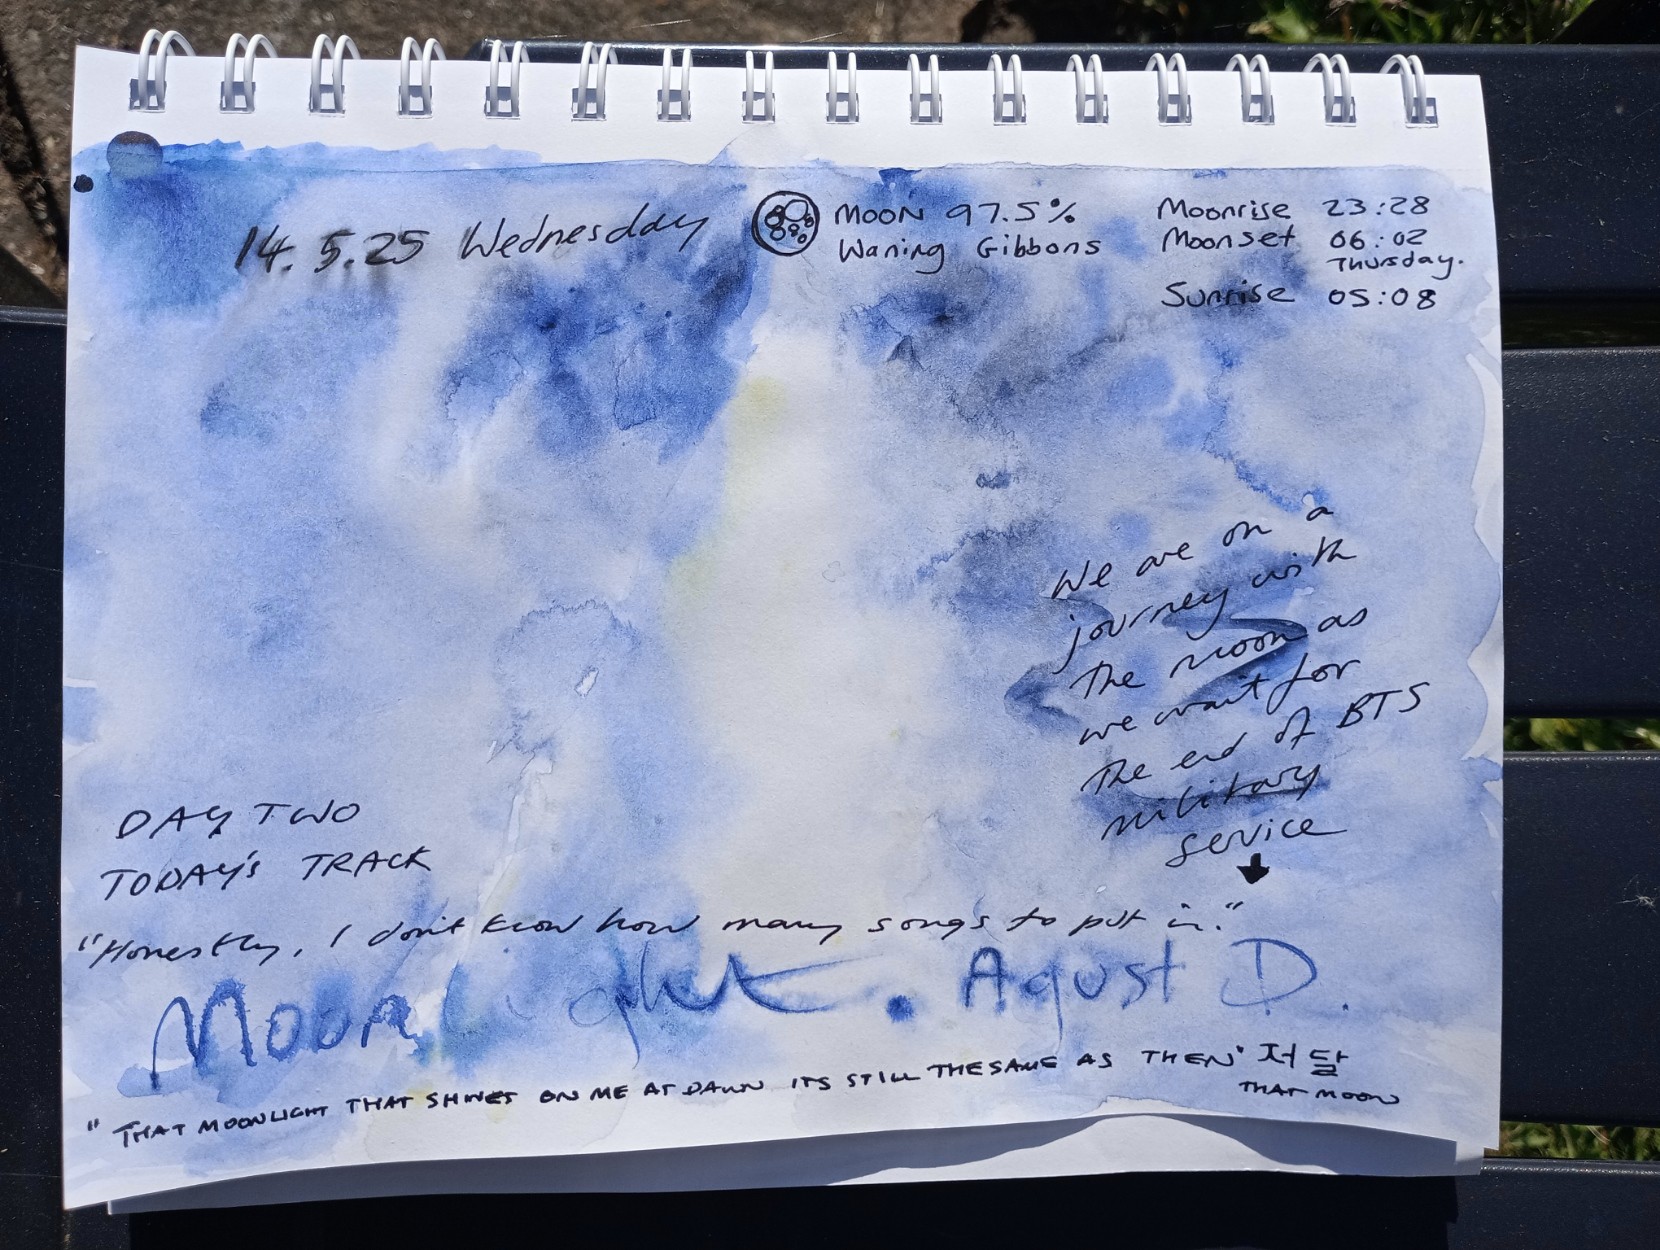 14.5.25 Wednesday
MOON 97.5%
Waning Gibbons
Moonrise 23:28
Moonset 06:02
Thursday.
Sunrise 05:08
We are on a
journey with
the moon as
we wait for
the end of BTS
military
service
DAY TWO
TODAY'S TRACK
"Honestly, I don't know how many songs to put in."
Moonlight. Agust D.
"THAT MOONLIGHT THAT SHINES ON ME AT DAWN ITS STILL THE SAME AS THEN" 저 달
THAT MOON